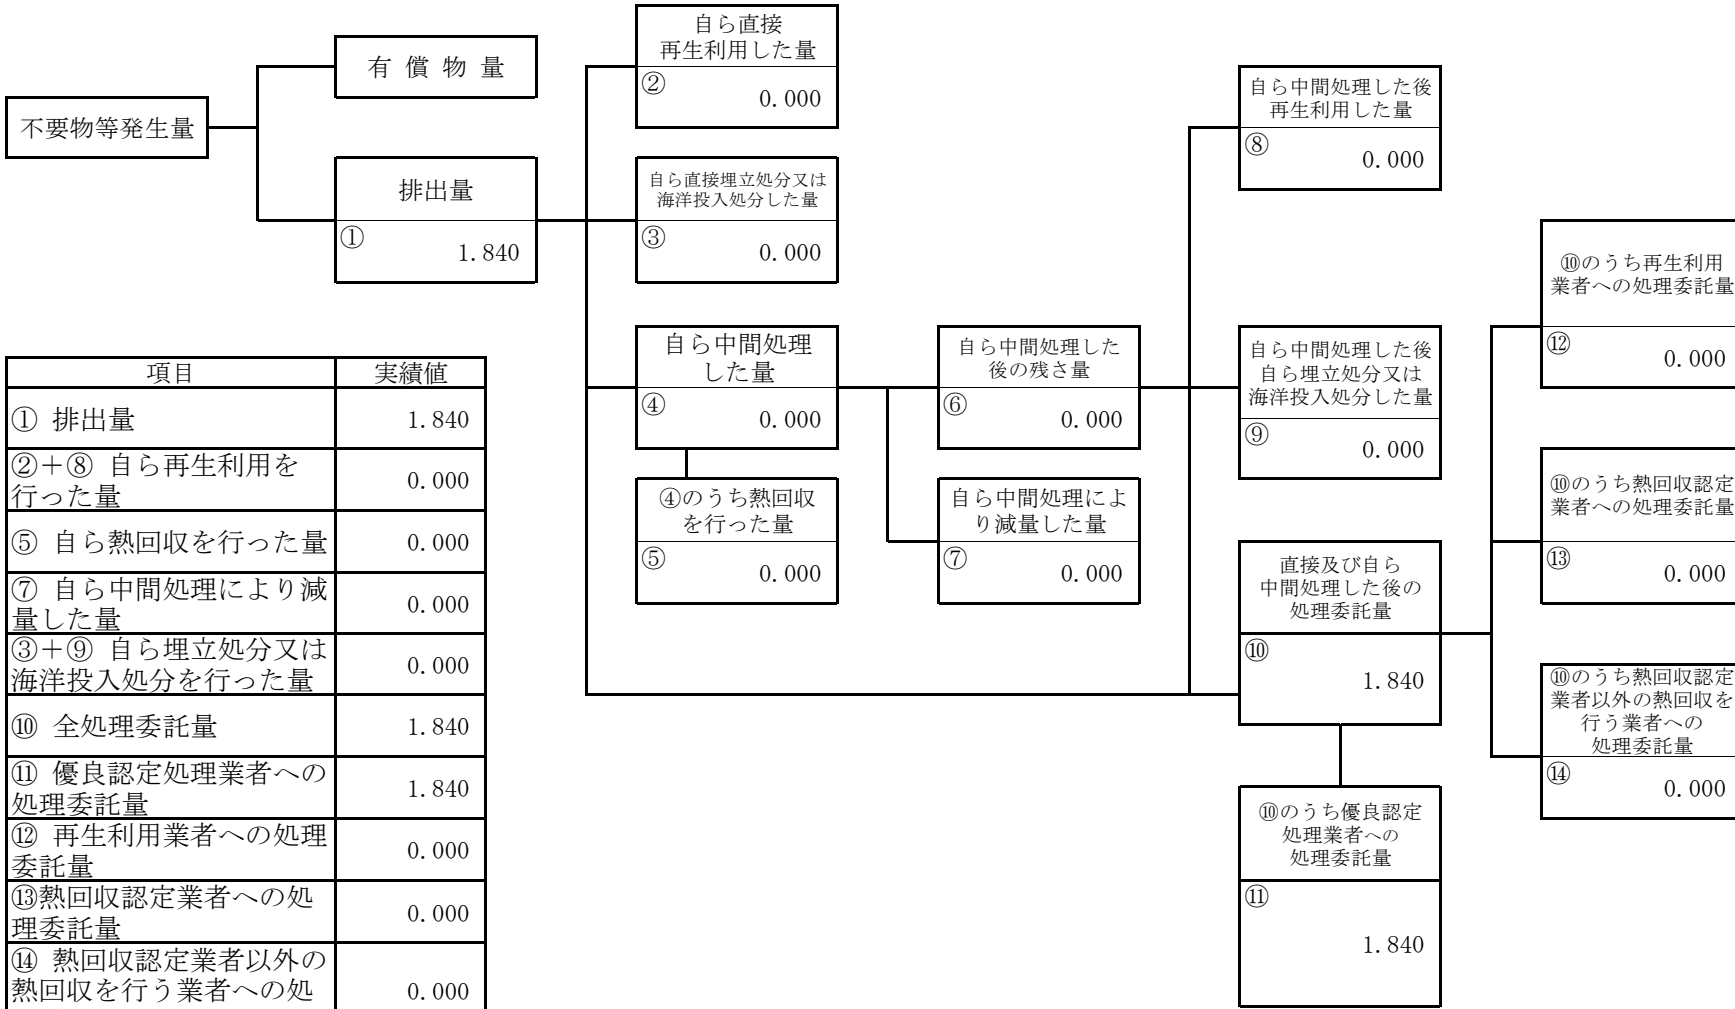 不要物等発生量
有 償 物 量
排出量
①
1.840
自ら直接
再生利用した量
②
0.000
自ら直接埋立処分又は
海洋投入処分した量
③
0.000
自ら中間処理
した量
④
0.000
④のうち熱回収
を行った量
⑤
0.000
自ら中間処理した
後の残さ量
⑥
0.000
自ら中間処理によ
り減量した量
⑦
0.000
自ら中間処理した後
再生利用した量
⑧
0.000
自ら中間処理した後
自ら埋立処分又は
海洋投入処分した量
⑨
0.000
直接及び自ら
中間処理した後の
処理委託量
⑩
1.840
⑩のうち優良認定
処理業者への
処理委託量
⑪
1.840
⑩のうち再生利用
業者への処理委託量
⑫
0.000
⑩のうち熱回収認定
業者への処理委託量
⑬
0.000
⑩のうち熱回収認定
業者以外の熱回収を
行う業者への
処理委託量
⑭
0.000
項目 実績値
① 排出量 1.840
②+⑧ 自ら再生利用を
行った量 0.000
⑤ 自ら熱回収を行った量 0.000
⑦ 自ら中間処理により減
量した量 0.000
③+⑨ 自ら埋立処分又は
海洋投入処分を行った量 0.000
⑩ 全処理委託量 1.840
⑪ 優良認定処理業者への
処理委託量 1.840
⑫ 再生利用業者への処理
委託量 0.000
⑬熱回収認定業者への処
理委託量 0.000
⑭ 熱回収認定業者以外の
熱回収を行う業者への処 0.000